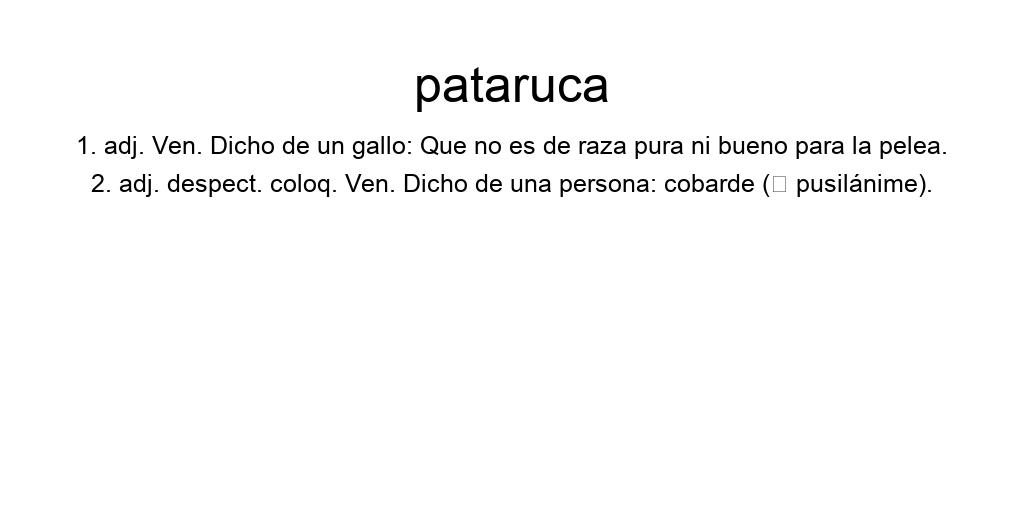 pataruca
1. adj. Ven. Dicho de un gallo: Que no es de raza pura ni bueno para la pelea.
2. adj. despect. coloq. Ven. Dicho de una persona: cobarde (▯ pusilánime).